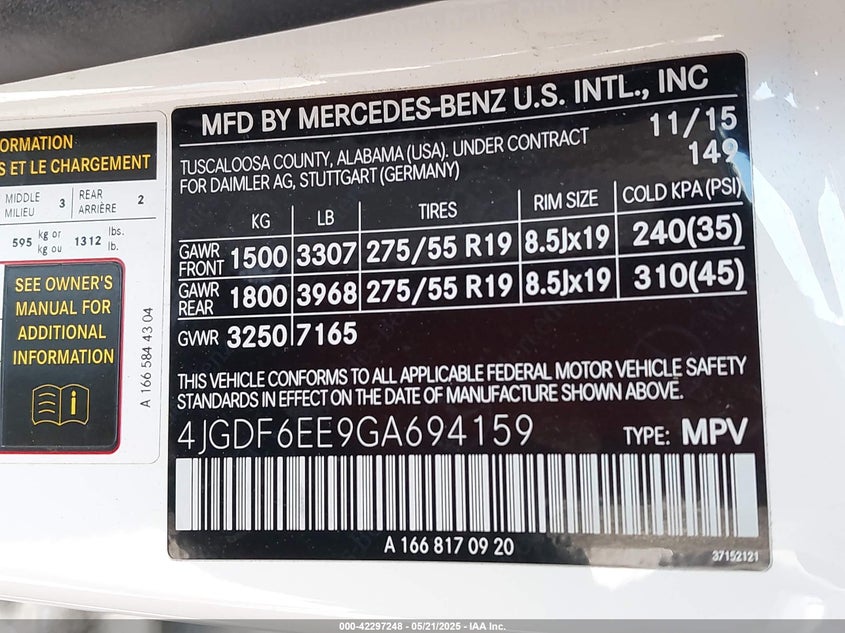 ORMATION
S ET LE CHARGEMENT
MIDDLE
MILIEU 3
REAR
ARRIÈRE 2
595 kg or
kg ou 1312 lbs.
lb.
SEE OWNER'S
MANUAL FOR
ADDITIONAL
INFORMATION
A 166 584 43 04
MFD BY MERCEDES-BENZ U.S. INTL., INC
TUSCALOOSA COUNTY, ALABAMA (USA). UNDER CONTRACT 11/15
FOR DAIMLER AG, STUTTGART (GERMANY) 149
KG LB TIRES RIM SIZE COLD KPA (PSI)
GAWR
FRONT 1500 3307 275/55 R19 8.5Jx19 240(35)
GAWR
REAR 1800 3968 275/55 R19 8.5Jx19 310(45)
GVWR 3250 7165
THIS VEHICLE CONFORMS TO ALL APPLICABLE FEDERAL MOTOR VEHICLE SAFETY
STANDARDS IN EFFECT ON THE DATE OF MANUFACTURE SHOWN ABOVE.
4JGDF6EE9GA694159 TYPE: MPV
A 166 817 09 20
37152121
000-42297248 - 05/21/2025 - IAA Inc.